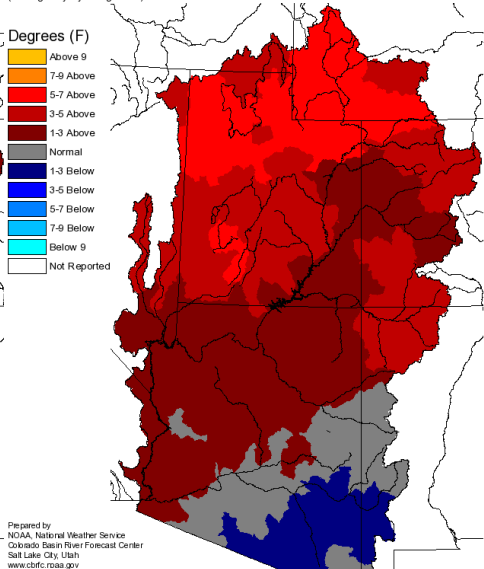 Degrees (F)
Above 9
7-9 Above
5-7 Above
3-5 Above
1-3 Above
Normal
1-3 Below
3-5 Below
5-7 Below
7-9 Below
Below 9
Not Reported
Prepared by
NOAA, National Weather Service
Colorado Basin River Forecast Center
Salt Lake City, Utah
www.cbrfc.noaa.gov